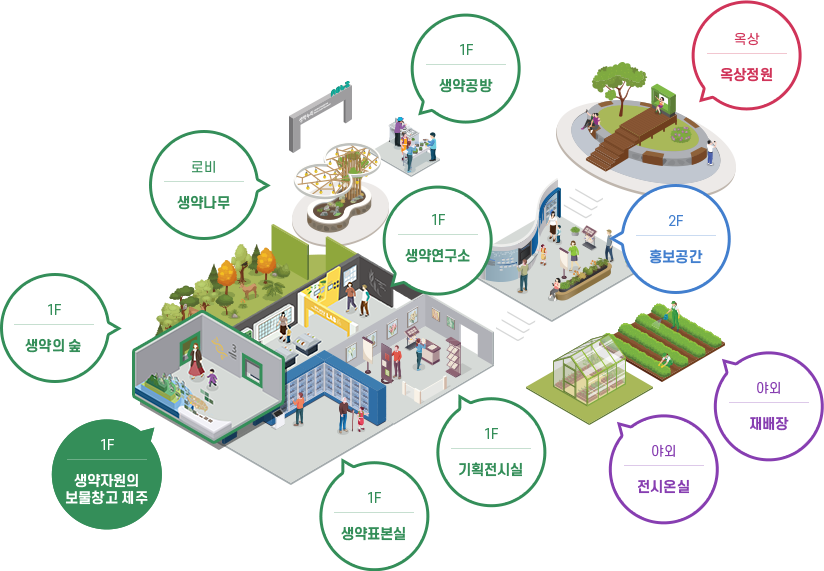 1F
생약공방
옥상
옥상정원
로비
생약나무
1F
생약연구소
2F
홍보공간
1F
생약의 숲
LAB
야외
재배장
1F
생약자원의
보물창고 제주
1F
기획전시실
야외
전시온실
1F
생약표본실